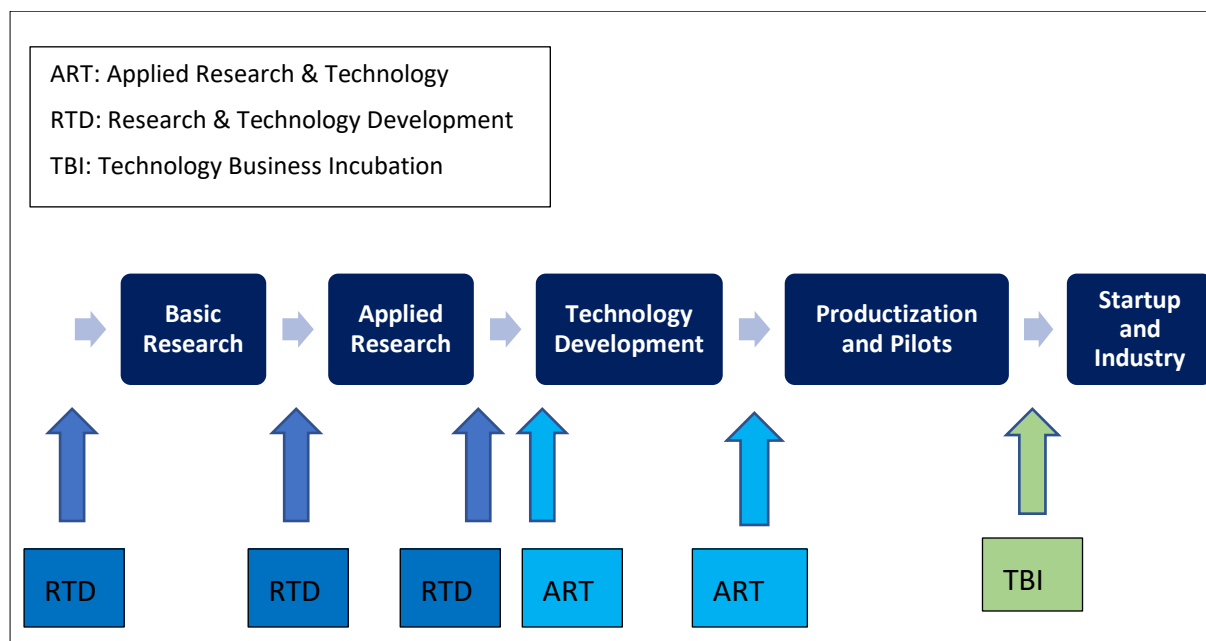 ART: Applied Research & Technology
RTD: Research & Technology Development
TBI: Technology Business Incubation
Basic
Research
Applied
Research
Technology
Development
Productization
and Pilots
Startup
and
Industry
RTD
RTD
RTD
ART
ART
TBI